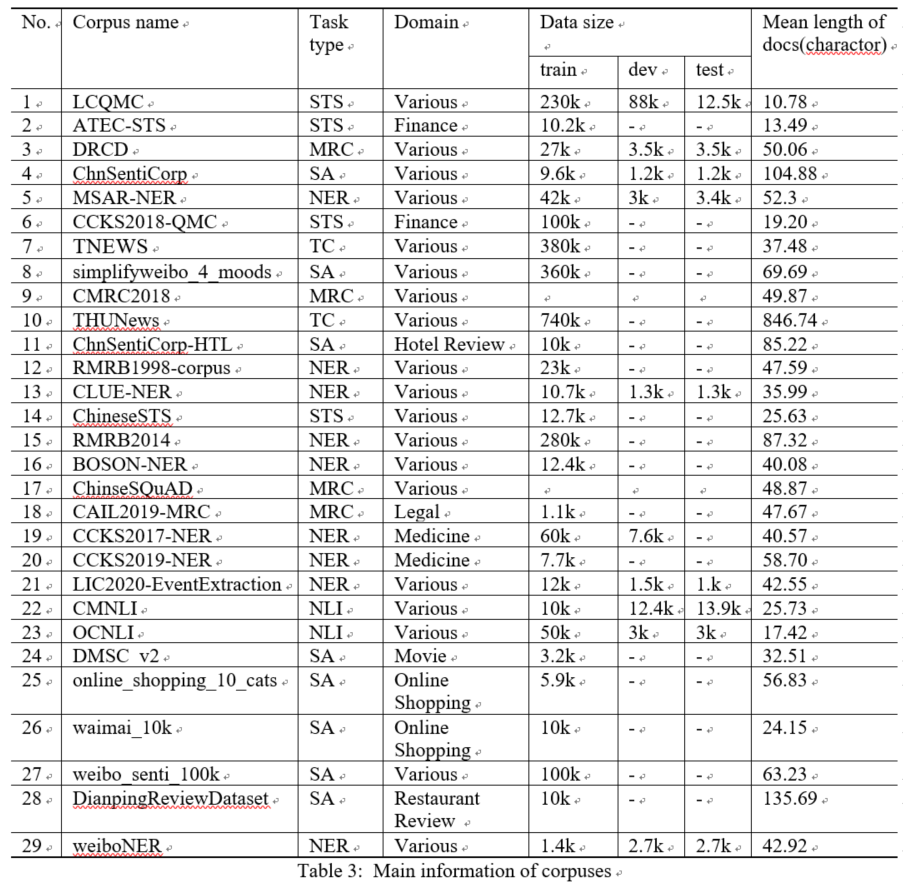 No. Corpus name Task type Domain Data size Mean length of docs(charactor)
train dev test
1 LCQMC STS Various 230k 88k 12.5k 10.78
2 ATEC-STS STS Finance 10.2k - - 13.49
3 DRCD MRC Various 27k 3.5k 3.5k 50.06
4 ChnSentiCorp SA Various 9.6k 1.2k 1.2k 104.88
5 MSAR-NER NER Various 42k 3k 3.4k 52.3
6 CCKS2018-QMC STS Finance 100k - - 19.20
7 TNEWS TC Various 380k - - 37.48
8 simplifyweibo_4_moods SA Various 360k - - 69.69
9 CMRC2018 MRC Various 49.87
10 THUNews TC Various 740k - - 846.74
11 ChnSentiCorp-HTL SA Hotel Review 10k - - 85.22
12 RMRB1998-corpus NER Various 23k - - 47.59
13 CLUE-NER NER Various 10.7k 1.3k 1.3k 35.99
14 ChineseSTS STS Various 12.7k - - 25.63
15 RMRB2014 NER Various 280k - - 87.32
16 BOSON-NER NER Various 12.4k - - 40.08
17 ChinseSQuAD MRC Various 48.87
18 CAIL2019-MRC MRC Legal 1.1k - - 47.67
19 CCKS2017-NER NER Medicine 60k 7.6k - 40.57
20 CCKS2019-NER NER Medicine 7.7k - - 58.70
21 LIC2020-EventExtraction NER Various 12k 1.5k 1.k 42.55
22 CMNLI NLI Various 10k 12.4k 13.9k 25.73
23 OCNLI NLI Various 50k 3k 3k 17.42
24 DMSC_v2 SA Movie 3.2k - - 32.51
25 online_shopping_10_cats SA Online Shopping 5.9k - - 56.83
26 waimai_10k SA Online Shopping 10k - - 24.15
27 weibo_senti_100k SA Various 100k - - 63.23
28 DianpingReviewDataset SA Restaurant Review 10k - - 135.69
29 weiboNER NER Various 1.4k 2.7k 2.7k 42.92
Table 3: Main information of corpuses